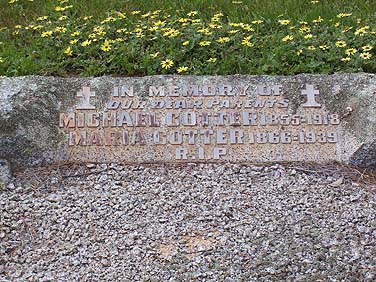 IN MEMORY OF
OUR DEAR PARENTS
MICHAEL COTTER 1855-1918
MARIA COTTER 1866-1939
R.I.P